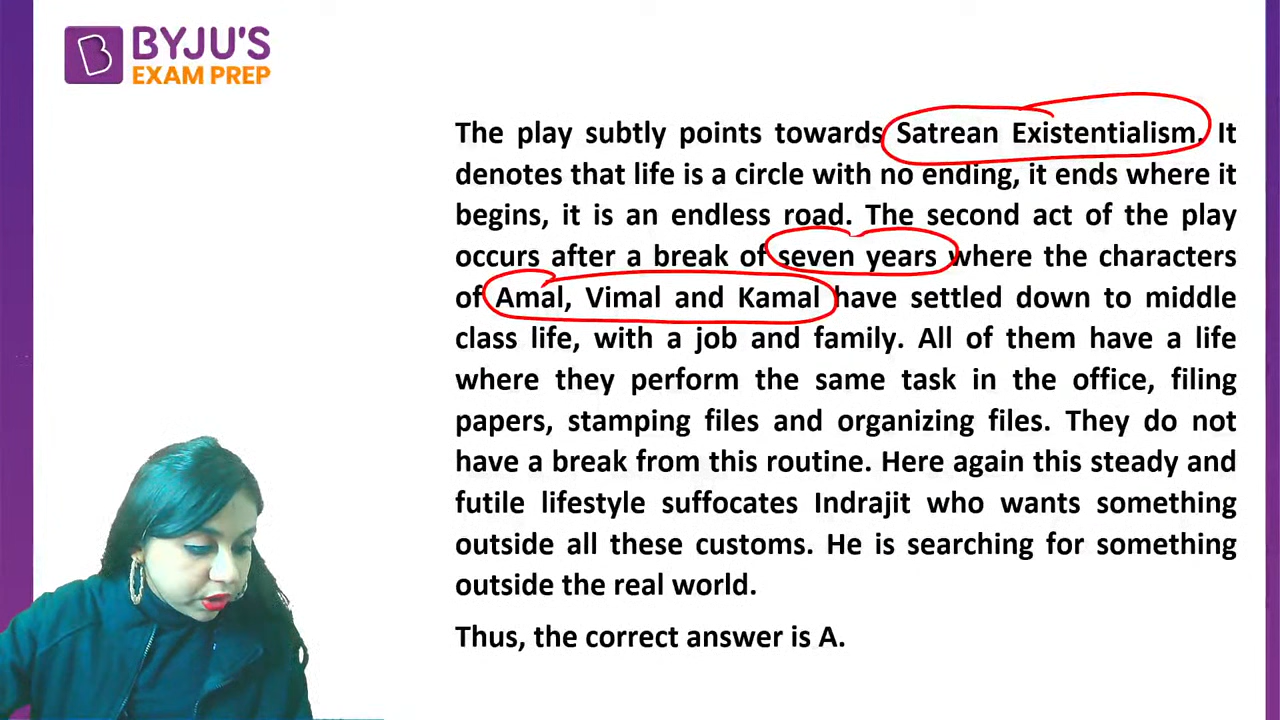 BYJU'S
EXAM PREP
The play subtly points towards Satrean Existentialism. It
denotes that life is a circle with no ending, it ends where it
begins, it is an endless road. The second act of the play
occurs after a break of seven years where the characters
of Amal, Vimal and Kamal have settled down to middle
class life, with a job and family. All of them have a life
where they perform the same task in the office, filing
papers, stamping files and organizing files. They do not
have a break from this routine. Here again this steady and
futile lifestyle suffocates Indrajit who wants something
outside all these customs. He is searching for something
outside the real world.
Thus, the correct answer is A.